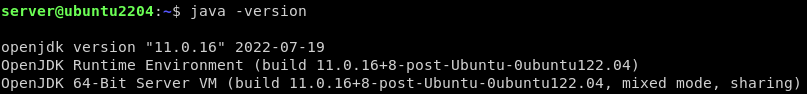 server@ubuntu2204:~$ java -version
openjdk version "11.0.16" 2022-07-19
OpenJDK Runtime Environment (build 11.0.16+8-post-Ubuntu-0ubuntu122.04)
OpenJDK 64-Bit Server VM (build 11.0.16+8-post-Ubuntu-0ubuntu122.04, mixed mode, sharing)